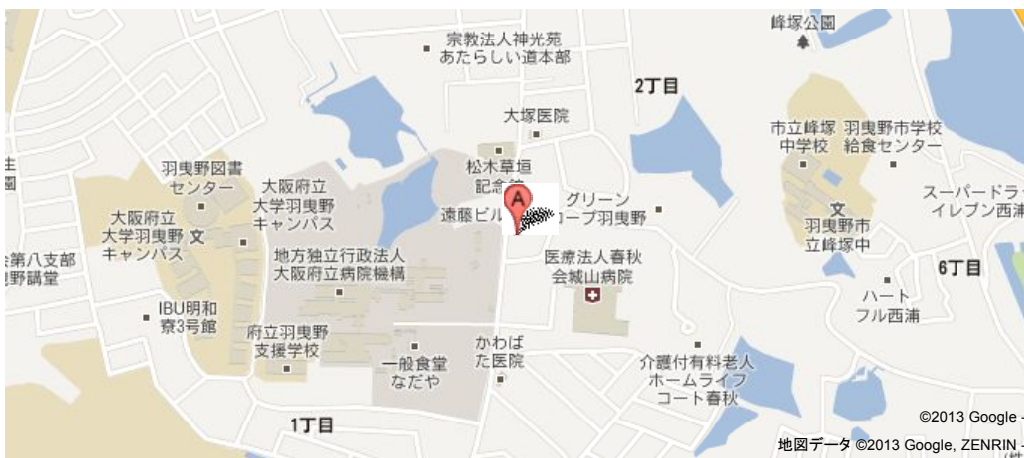 峰塚公園
宗教法人神光苑
あたらしい道本部
2丁目
大塚医院
市立峰塚
中学校
羽曳野市学校
給食センター
松木草垣
記念館
羽曳野図書
センター
大阪府立
大学羽曳野
キャンパス
スーパードラ
イレブン西浦
大阪府立
大学羽曳野
キャンパス
遠藤ビル
A
グリーン
コープ羽曳野
羽曳野市
立峰塚中
地方独立行政法人
大阪府立病院機構
医療法人春秋
会城山病院
第八支部
野講堂
6丁目
ハート
フル西浦
IBU明和
寮3号館
府立羽曳野
支援学校
一般食堂
なだや
かわば
た医院
介護付有料老人
ホームライフ
コート春秋
1丁目
©2013 Google -
地図データ ©2013 Google, ZENRIN -